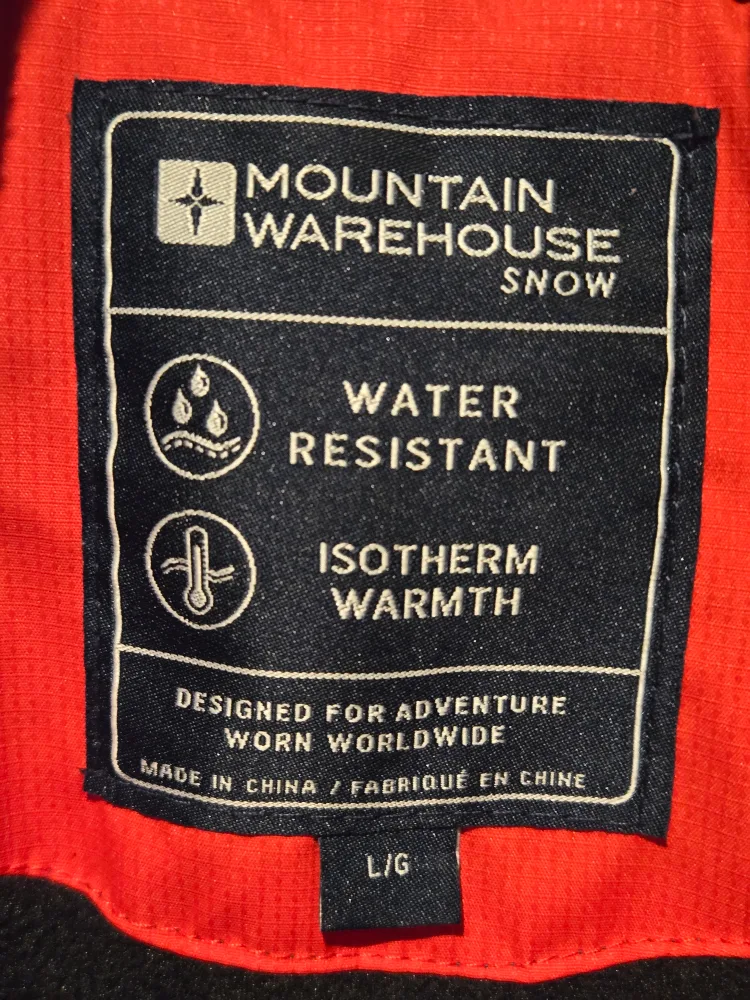 MOUNTAIN
WAREHOUSE
SNOW
WATER
RESISTANT
ISOTHERM
WARMTH
DESIGNED FOR ADVENTURE
WORN WORLDWIDE
MADE IN CHINA / FABRIQUÉ EN CHINE
L/G